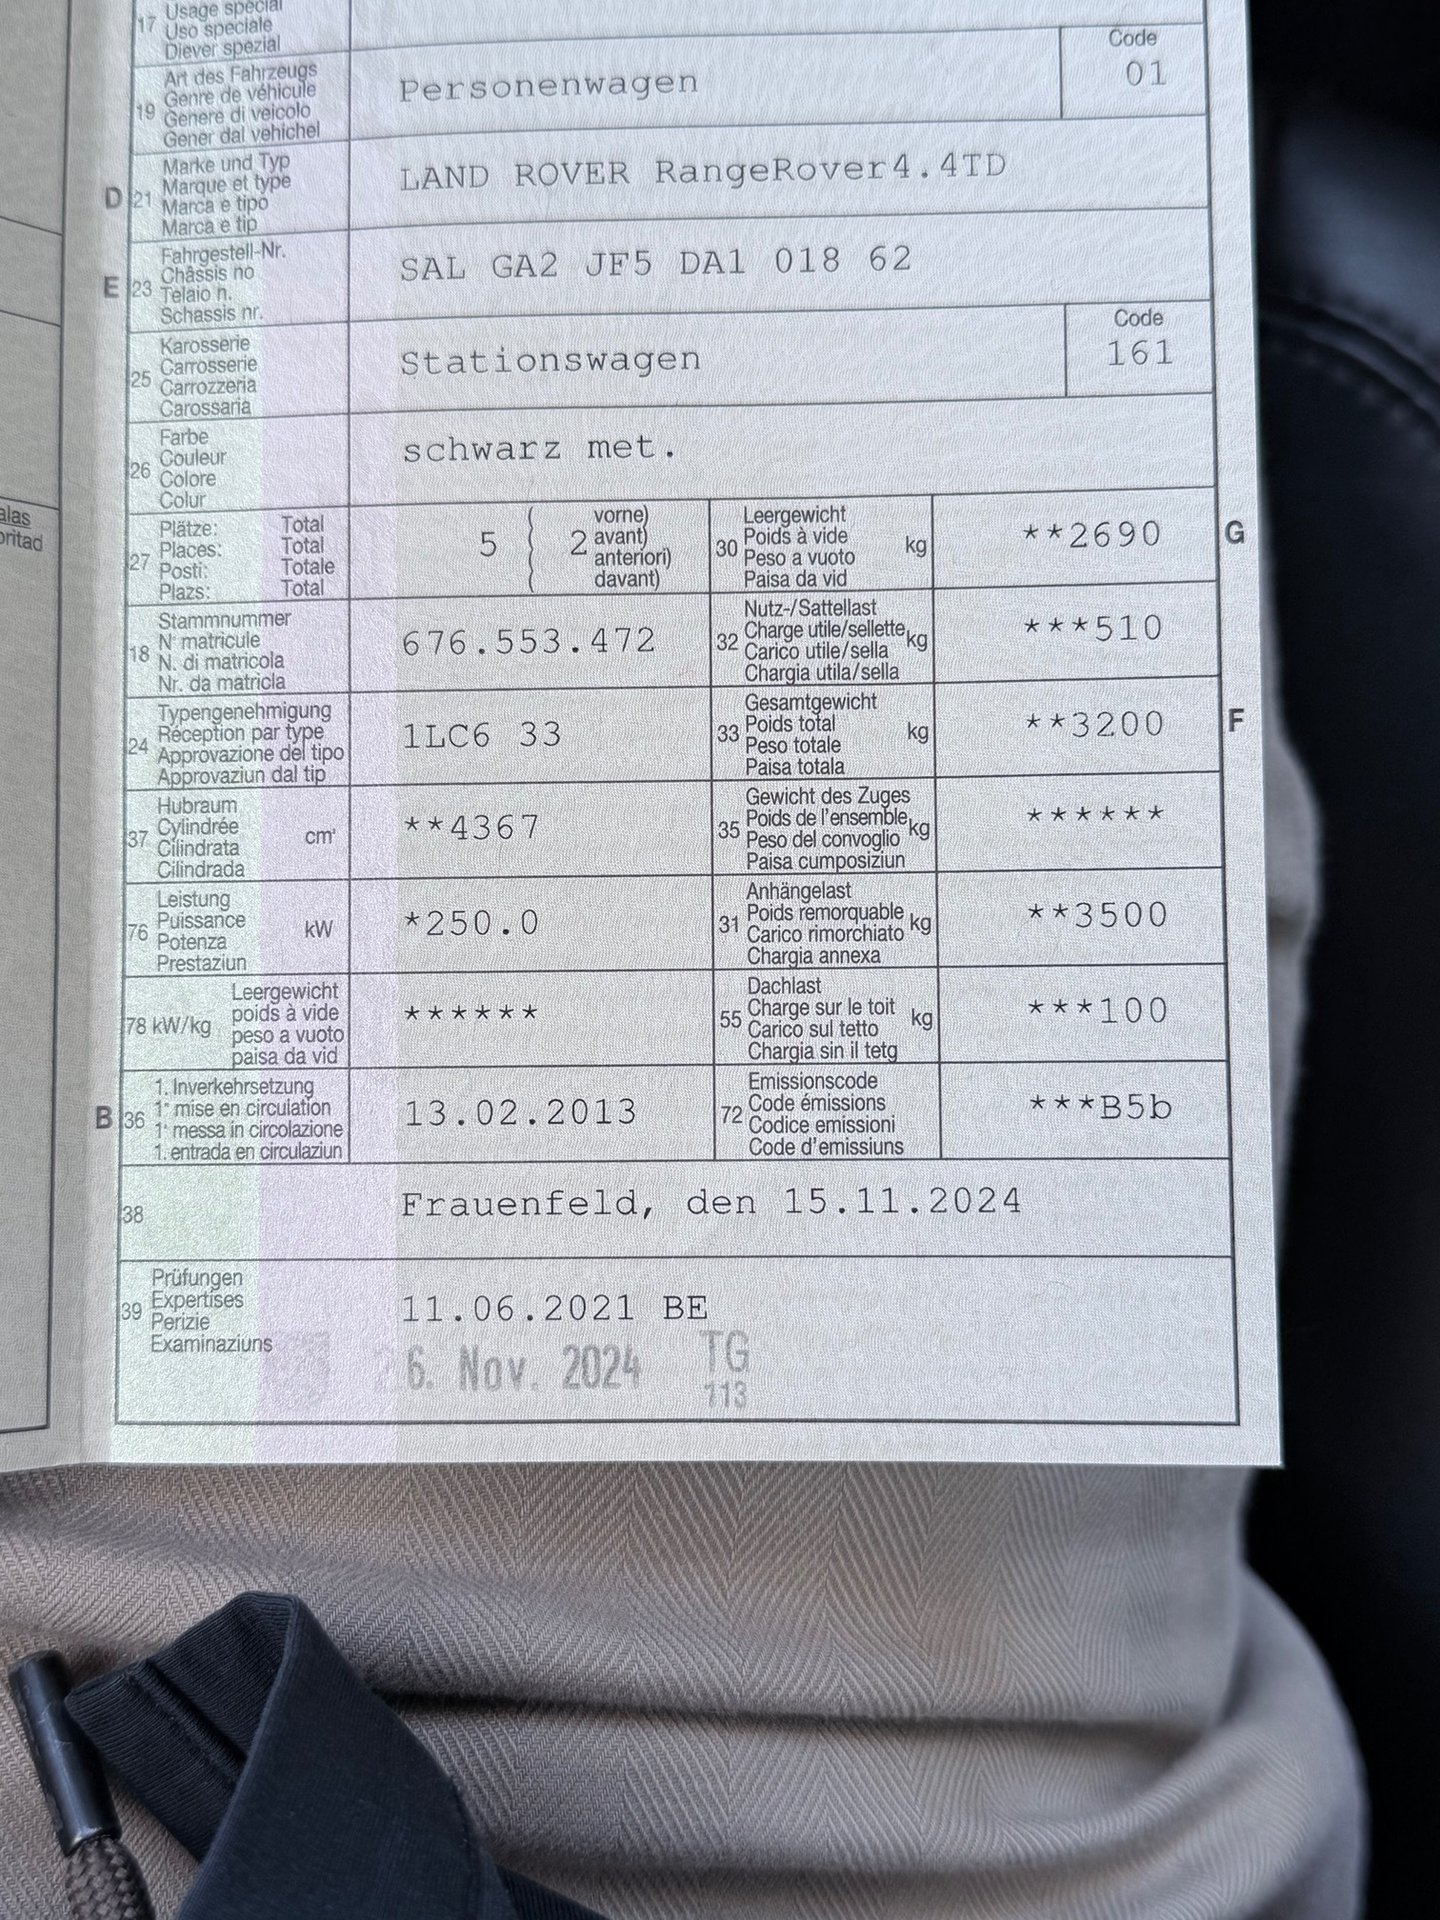 17 Usage spécial
Uso speciale
Diever spezial
19 Art des Fahrzeugs
Genre de véhicule
Genere di veicolo
Gener dal vehichel
Personenwagen
Code
01
D 21 Marke und Typ
Marque et type
Marca e tipo
Marca e tip
LAND ROVER RangeRover4.4TD
E 23 Fahrgestell-Nr.
Châssis no
Telaio n.
Schassis nr.
SAL GA2 JF5 DA1 018 62
25 Karosserie
Carrosserie
Carrozzeria
Carossaria
Stationswagen
Code
161
26 Farbe
Couleur
Colore
Colur
schwarz met.
alas
oritad
27 Plätze: Total
Places: Total
Posti: Totale
Plazs: Total
5 2 vorne)
avant)
anteriori)
davant)
30 Leergewicht
Poids à vide kg
Peso a vuoto
Paisa da vid
**2690 G
18 Stammnummer
N° matricule
N. di matricola
Nr. da matricla
676.553.472
32 Nutz-/Sattellast
Charge utile/sellette kg
Carico utile/sella
Chargia utila/sella
***510
24 Typengenehmigung
Réception par type
Approvazione del tipo
Approvaziun dal tip
1LC6 33
33 Gesamtgewicht
Poids total kg
Peso totale
Paisa totala
**3200 F
37 Hubraum
Cylindrée cm³
Cilindrata
Cilindrada
**4367
35 Gewicht des Zuges
Poids de l'ensemble kg
Peso del convoglio
Paisa cumposiziun
******
76 Leistung
Puissance kW
Potenza
Prestaziun
*250.0
31 Anhängelast
Poids remorquable kg
Carico rimorchiato
Chargia annexa
**3500
78 kW/kg Leergewicht
poids à vide
peso a vuoto
paisa da vid
******
55 Dachlast
Charge sur le toit kg
Carico sul tetto
Chargia sin il tetg
***100
B 36 1. Inverkehrsetzung
1° mise en circulation
1° messa in circolazione
1. entrada en circulaziun
13.02.2013
72 Emissionscode
Code émissions
Codice emissioni
Code d'emissiuns
***B5b
38 Frauenfeld, den 15.11.2024
39 Prüfungen
Expertises
Perizie
Examinaziuns
11.06.2021 BE
26. Nov. 2024 TG
113